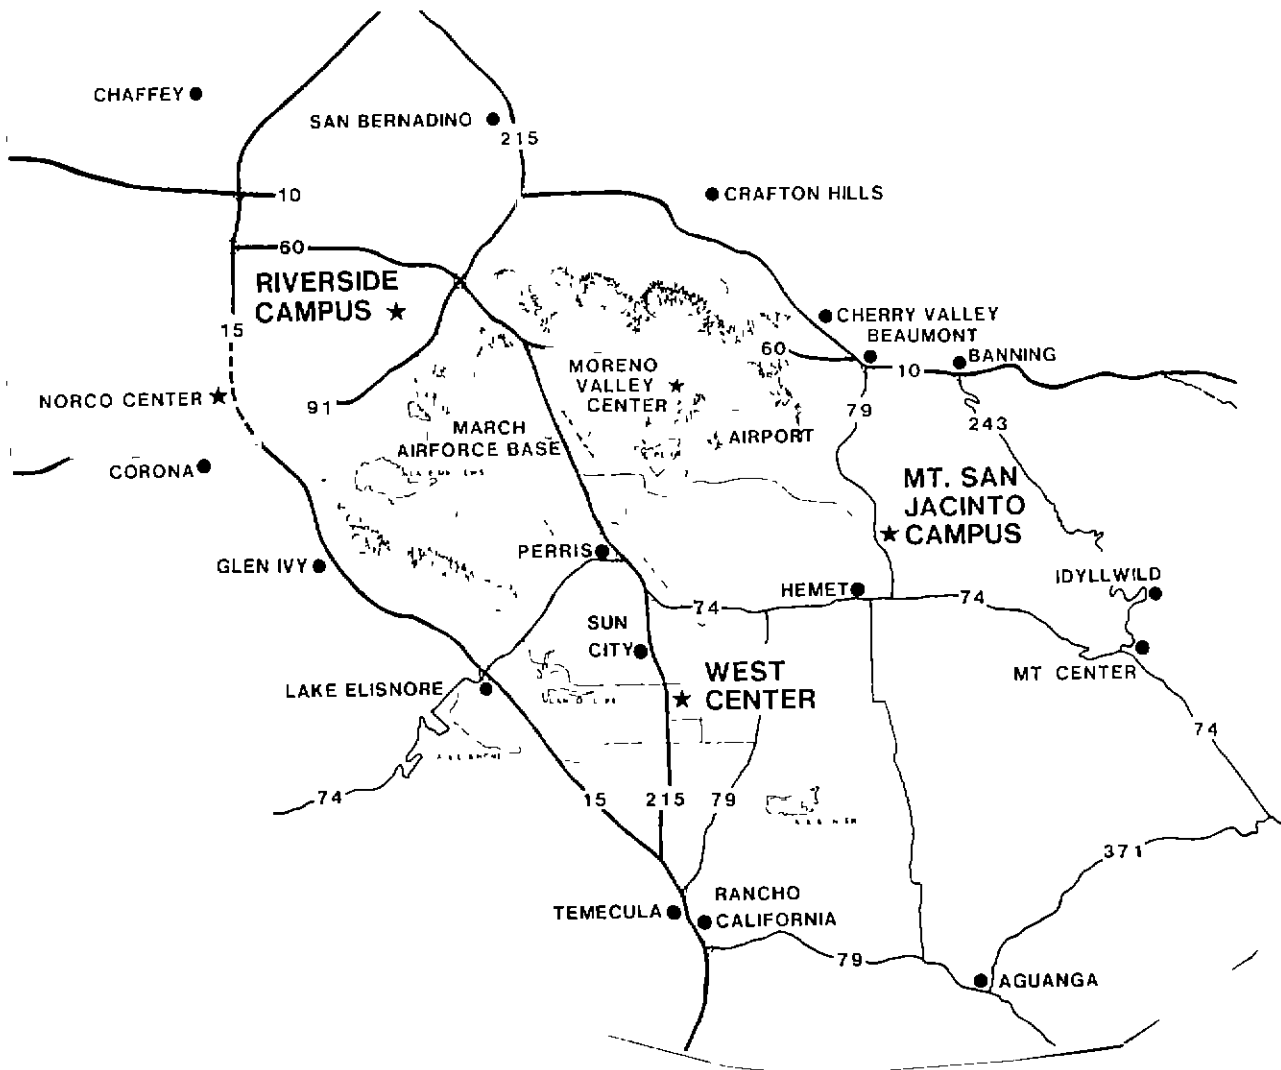 CHAFFEY
SAN BERNADINO
215
10
CRAFTON HILLS
60
RIVERSIDE
CAMPUS
15
CHERRY VALLEY
BEAUMONT
60
BANNING
10
MORENO
VALLEY
CENTER
NORCO CENTER
91
79
243
MARCH
AIRFORCE BASE
AIRPORT
CORONA
MT. SAN
JACINTO
CAMPUS
PERRIS
GLEN IVY
HEMET
IDYLLWILD
74
74
SUN
CITY
WEST
CENTER
MT CENTER
LAKE ELISNORE
74
74
15
215
79
371
RANCHO
CALIFORNIA
TEMECULA
79
AGUANGA